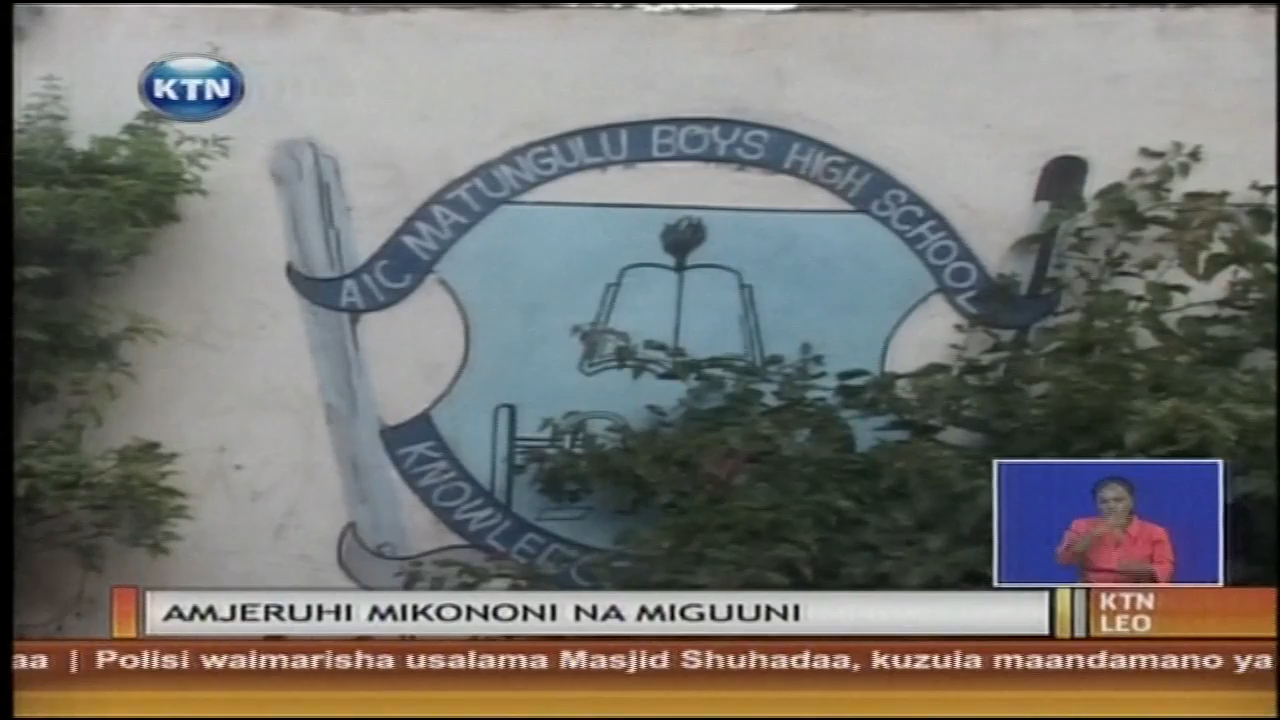 KTN
AIC MATUNGULU BOYS HIGH SCHOOL
AMJERUHI MIKONONI NA MIGUUNI
KTN
LEO
aa | Polisi waimarisha usalama Masjid Shuhadaa, kuzuia maandamano ya